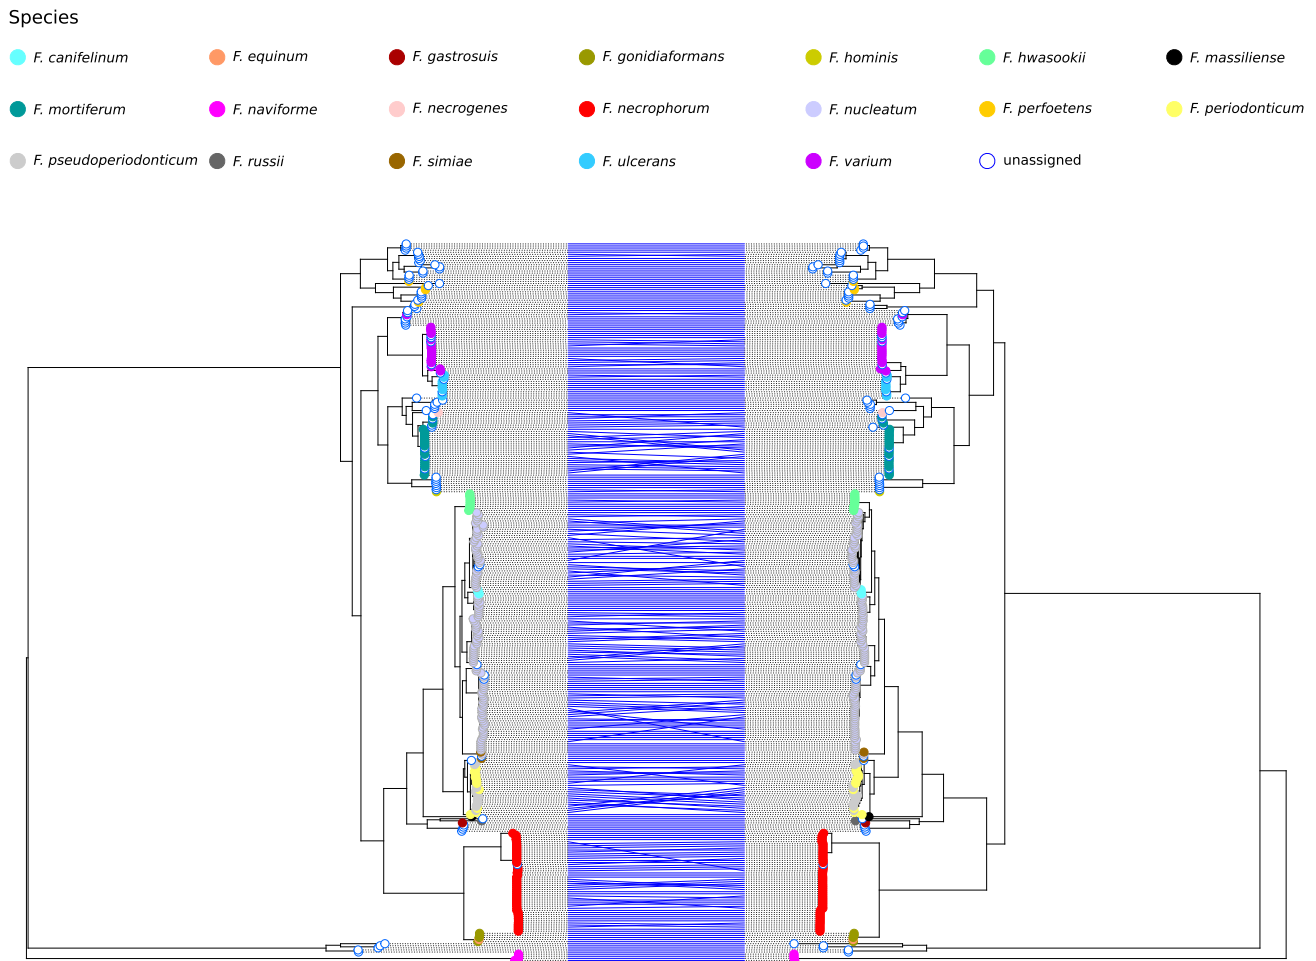 Species
F. canifelinum F. equinum F. gastrosuis F. gonidiaformans F. hominis F. hwasookii F. massiliense
F. mortiferum F. naviforme F. necrogenes F. necrophorum F. nucleatum F. perfoetens F. periodonticum
F. pseudoperiodonticum F. russii F. simiae F. ulcerans F. varium unassigned